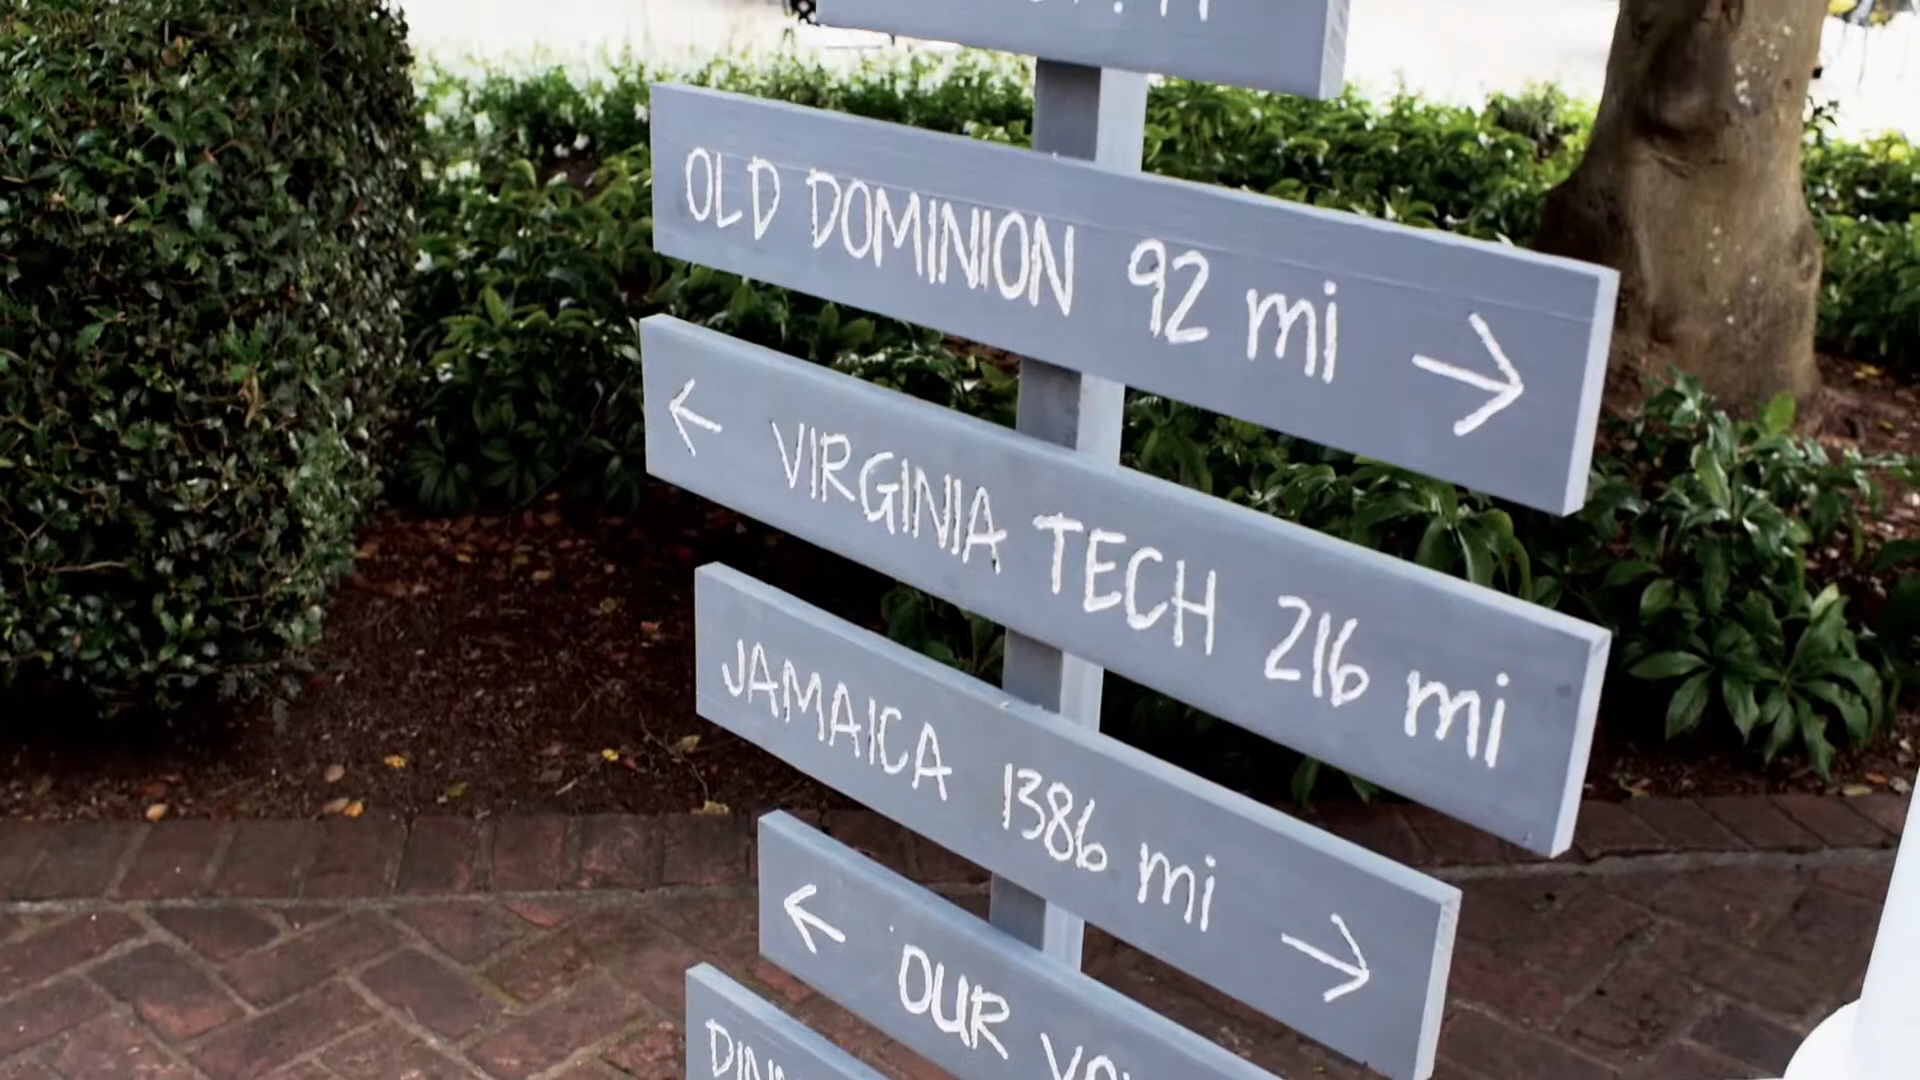 OLD DOMINION 92 mi →
← VIRGINIA TECH 216 mi
JAMAICA 1386 mi →
← OUR